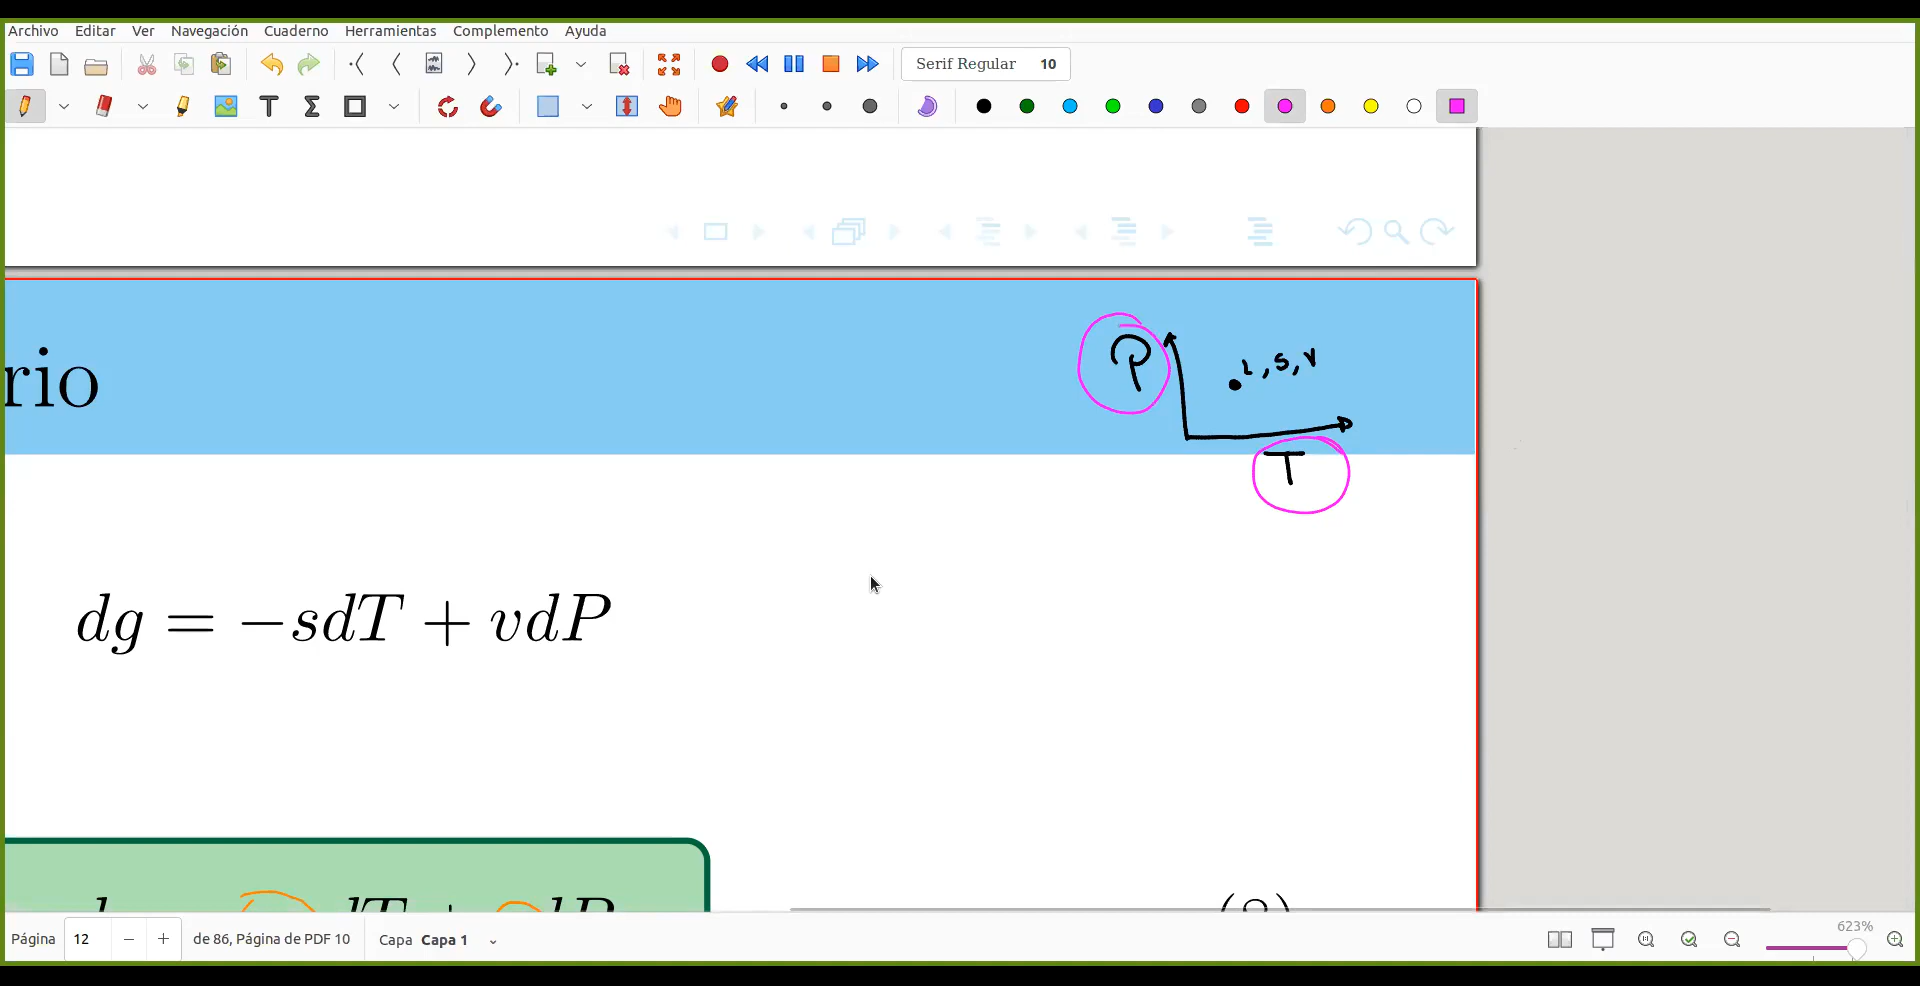 Archivo Editar Ver Navegación Cuaderno Herramientas Complemento Ayuda
Serif Regular 10
rio
P
L, S, V
T
dg = −sdT + vdP
Página 12 de 86, Página de PDF 10 Capa Capa 1
623%